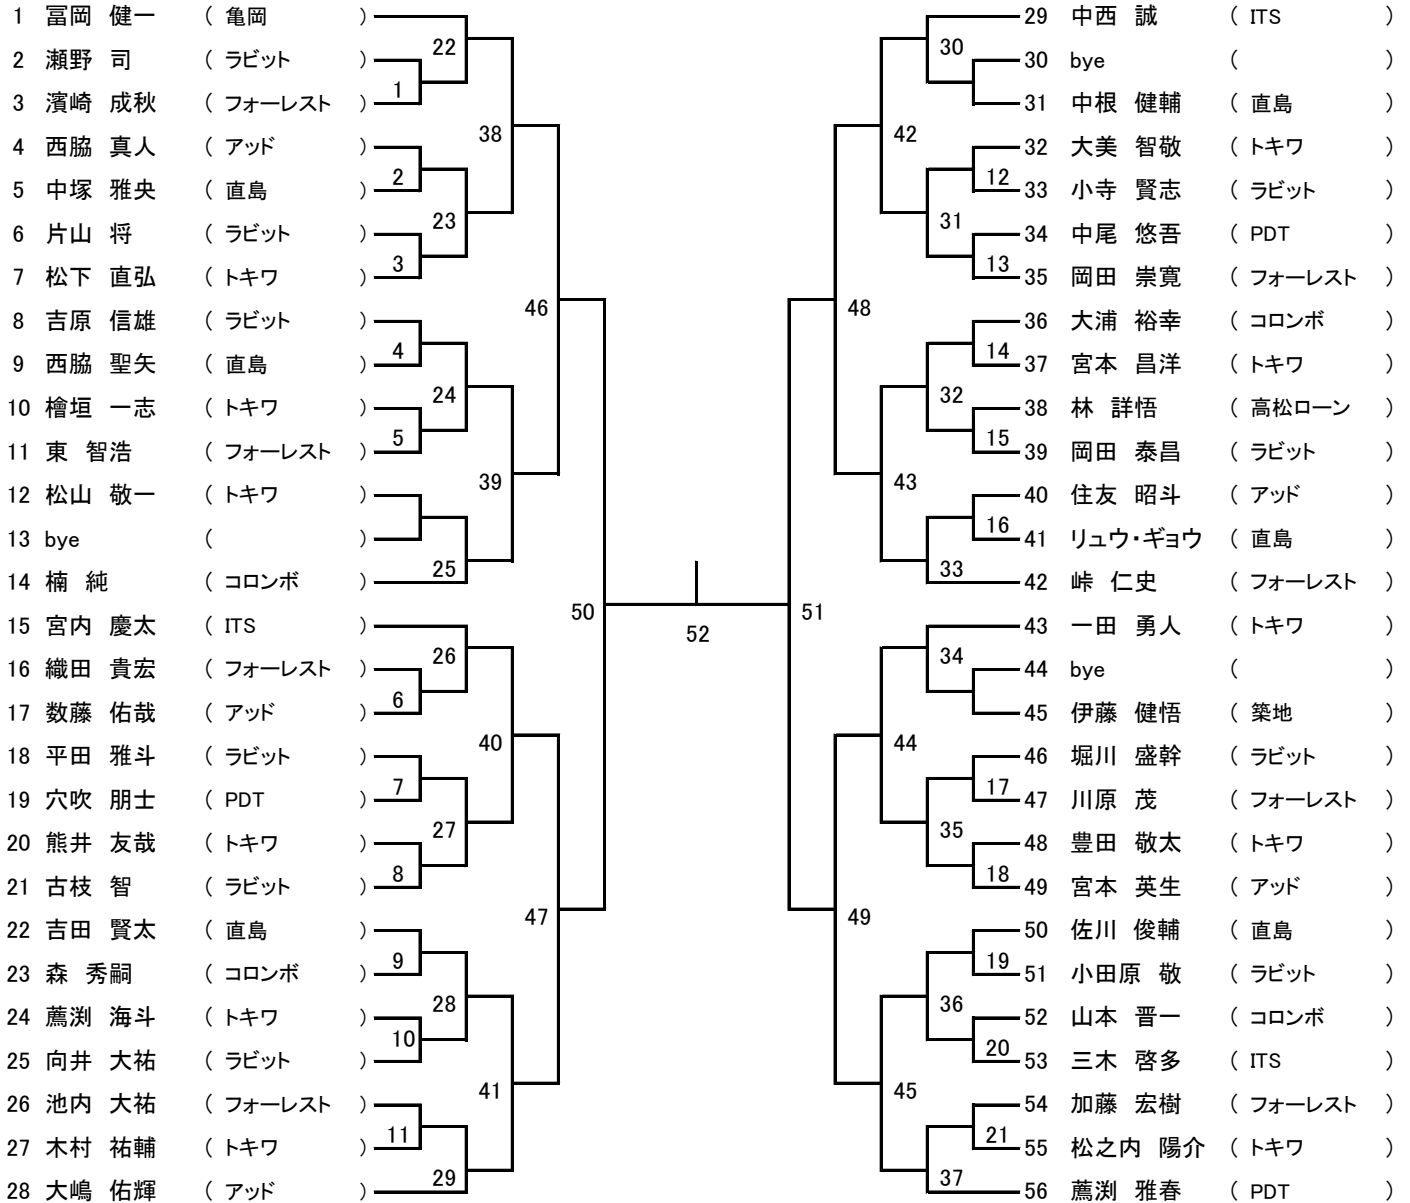 1 冨岡 健一 ( 亀岡 )
2 瀬野 司 ( ラビット )
3 濱崎 成秋 ( フォーレスト )
4 西脇 真人 ( アッド )
5 中塚 雅央 ( 直島 )
6 片山 将 ( ラビット )
7 松下 直弘 ( トキワ )
8 吉原 信雄 ( ラビット )
9 西脇 聖矢 ( 直島 )
10 檜垣 一志 ( トキワ )
11 東 智浩 ( フォーレスト )
12 松山 敬一 ( トキワ )
13 bye ( )
14 楠 純 ( コロンボ )
15 宮内 慶太 ( ITS )
16 織田 貴宏 ( フォーレスト )
17 数藤 佑哉 ( アッド )
18 平田 雅斗 ( ラビット )
19 穴吹 朋士 ( PDT )
20 熊井 友哉 ( トキワ )
21 古枝 智 ( ラビット )
22 吉田 賢太 ( 直島 )
23 森 秀嗣 ( コロンボ )
24 薦渕 海斗 ( トキワ )
25 向井 大祐 ( ラビット )
26 池内 大祐 ( フォーレスト )
27 木村 祐輔 ( トキワ )
28 大嶋 佑輝 ( アッド )
1
2
3
4
5
6
7
8
9
10
11
22
23
24
25
26
27
28
29
38
39
40
41
46
47
50
52
51
48
49
42
43
44
45
30
31
32
33
34
35
36
37
12
13
14
15
16
17
18
19
20
21
29 中西 誠 ( ITS )
30 bye ( )
31 中根 健輔 ( 直島 )
32 大美 智敬 ( トキワ )
33 小寺 賢志 ( ラビット )
34 中尾 悠吾 ( PDT )
35 岡田 崇寛 ( フォーレスト )
36 大浦 裕幸 ( コロンボ )
37 宮本 昌洋 ( トキワ )
38 林 詳悟 ( 高松ローン )
39 岡田 泰昌 ( ラビット )
40 住友 昭斗 ( アッド )
41 リュウ・ギョウ ( 直島 )
42 峠 仁史 ( フォーレスト )
43 一田 勇人 ( トキワ )
44 bye ( )
45 伊藤 健悟 ( 築地 )
46 堀川 盛幹 ( ラビット )
47 川原 茂 ( フォーレスト )
48 豊田 敬太 ( トキワ )
49 宮本 英生 ( アッド )
50 佐川 俊輔 ( 直島 )
51 小田原 敬 ( ラビット )
52 山本 晋一 ( コロンボ )
53 三木 啓多 ( ITS )
54 加藤 宏樹 ( フォーレスト )
55 松之内 陽介 ( トキワ )
56 薦渕 雅春 ( PDT )